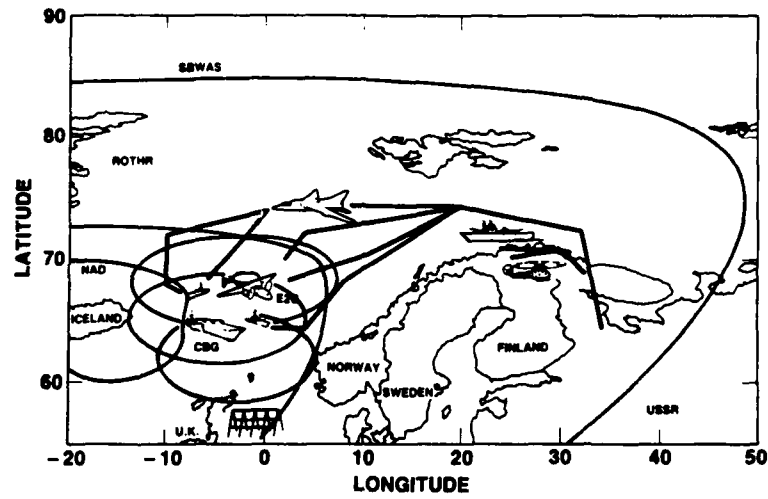 90
SBWAS
80
ROTHR
LATITUDE
70
NAD
E2C
ICELAND
CBG
NORWAY
FINLAND
60
SWEDEN
USSR
U.K.
-20
-10
0
10
20
30
40
50
LONGITUDE